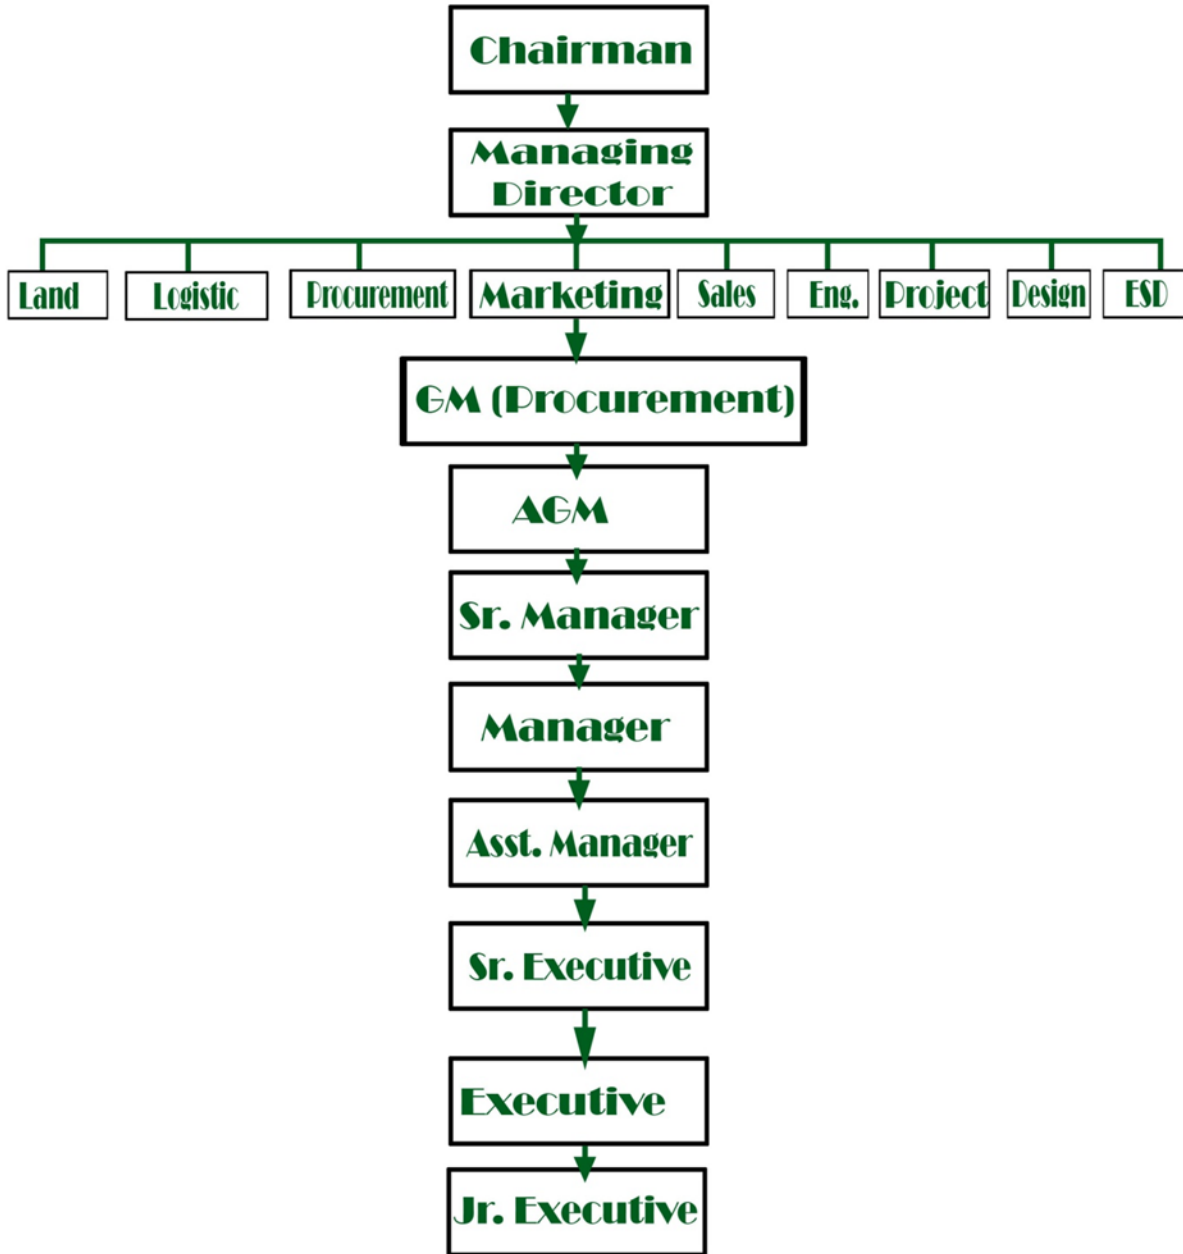 Chairman
Managing
Director
Land
Logistic
Procurement
Marketing
Sales
Eng.
Project
Design
ESD
GM (Procurement)
AGM
Sr. Manager
Manager
Asst. Manager
Sr. Executive
Executive
Jr. Executive